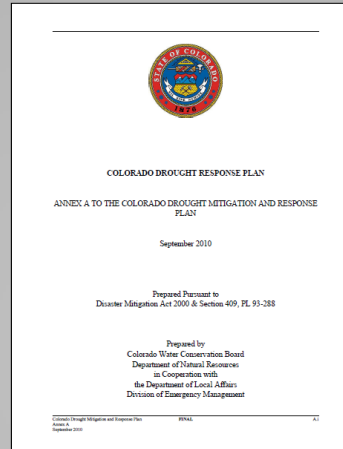 STATE OF COLORADO
1876
COLORADO DROUGHT RESPONSE PLAN
ANNEX A TO THE COLORADO DROUGHT MITIGATION AND RESPONSE
PLAN
September 2010
Prepared Pursuant to
Disaster Mitigation Act 2000 & Section 409, PL 93-288
Prepared by
Colorado Water Conservation Board
Department of Natural Resources
in Cooperation with
the Department of Local Affairs
Division of Emergency Management
Colorado Drought Mitigation and Response Plan FINAL A.1
Annex A
September 2010